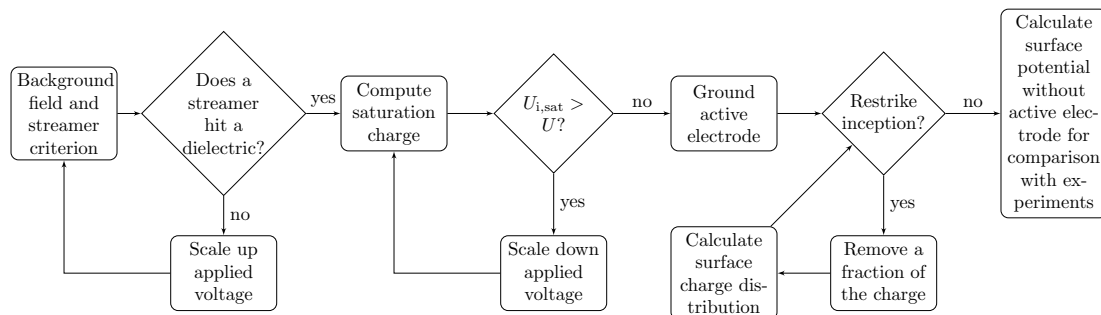 Background
field and
streamer
criterion
Does a
streamer
hit a
dielectric?
yes
no
Scale up
applied
voltage
Compute
saturation
charge
U_{i,sat} >
U?
no
yes
Scale down
applied
voltage
Ground
active
electrode
Restrike
inception?
no
yes
Remove a
fraction of
the charge
Calculate
surface
charge dis-
tribution
Calculate
surface
potential
without
active elec-
trode for
comparison
with ex-
periments